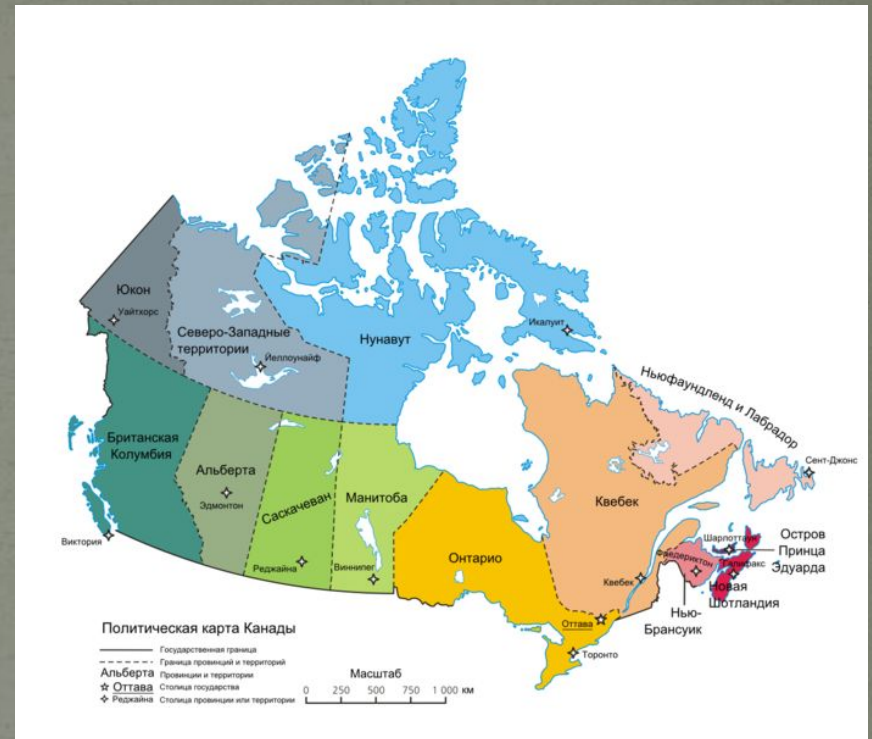 Юкон
Уайтхорс
Северо-Западные
территории
Йеллоунайф
Нунавут
Икалуит
Ньюфаундленд и Лабрадор
Сент-Джонс
Британская
Колумбия
Виктория
Альберта
Эдмонтон
Саскачеван
Реджайна
Манитоба
Виннипег
Онтарио
Квебек
Квебек
Оттава
Торонто
Шарлоттаун
Остров
Принца
Эдуарда
Фредериктон
Галифакс
Новая
Шотландия
Нью-
Брансуик
Политическая карта Канады
Государственная граница
Граница провинций и территорий
Альберта Провинции и территории
Оттава Столица государства
Реджайна Столица провинции или территории
Масштаб
0 250 500 750 1 000 км